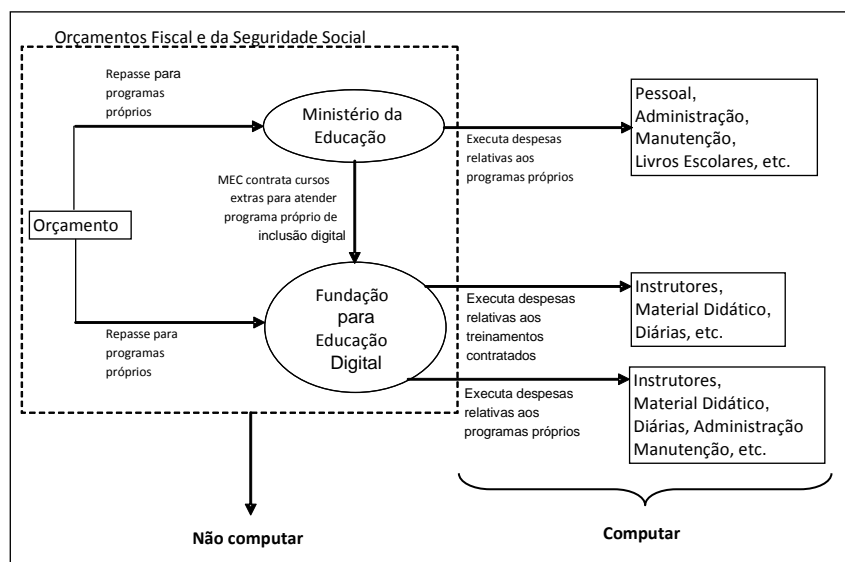 Orçamentos Fiscal e da Seguridade Social
Repasse para
programas
próprios
Ministério da
Educação
Executa despesas
relativas aos
programas próprios
Pessoal,
Administração,
Manutenção,
Livros Escolares, etc.
MEC contrata cursos
extras para atender
programa próprio de
inclusão digital
Orçamento
Fundação
para
Educação
Digital
Repasse para
programas
próprios
Executa despesas
relativas aos
treinamentos
contratados
Instrutores,
Material Didático,
Diárias, etc.
Executa despesas
relativas aos
programas próprios
Instrutores,
Material Didático,
Diárias, Administração
Manutenção, etc.
Não computar
Computar